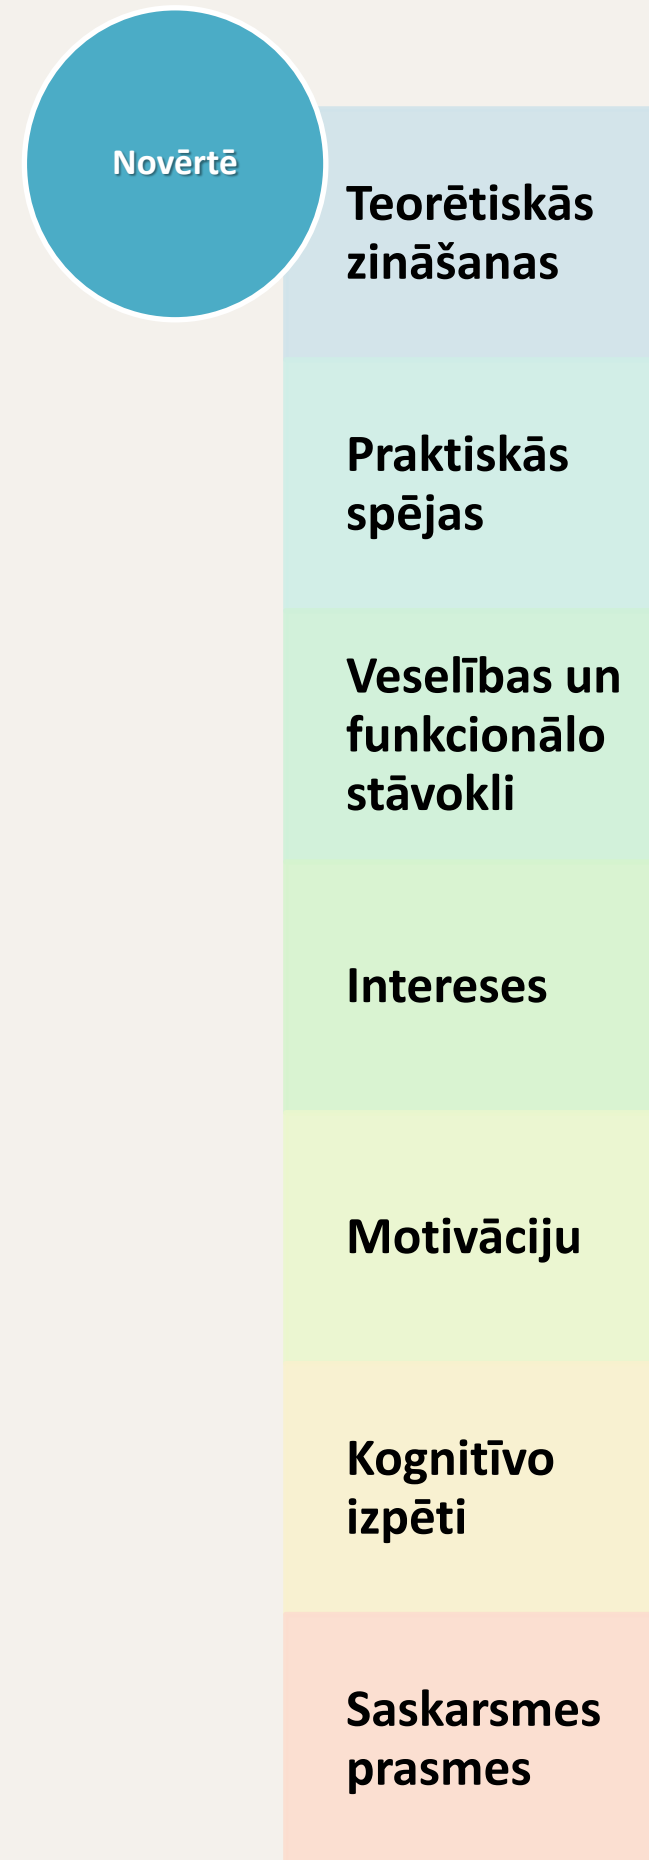 Novērtē
Teorētiskās
zināšanas
Praktiskās
spējas
Veselības un
funkcionālo
stāvokli
Intereses
Motivāciju
Kognitīvo
izpēti
Saskarsmes
prasmes